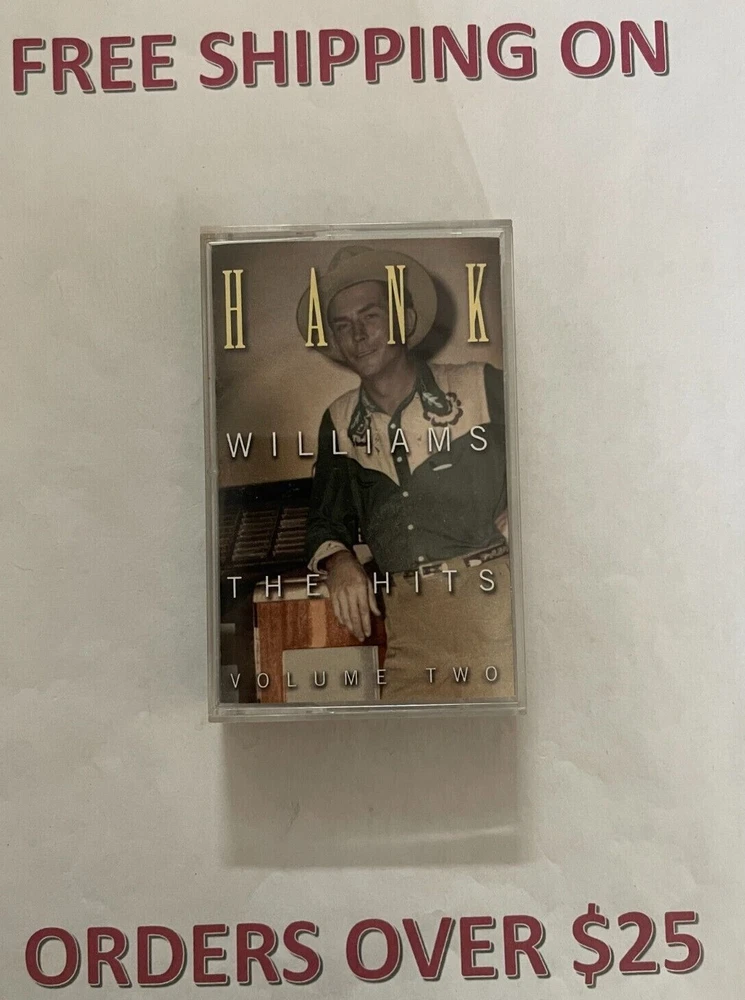 FREE SHIPPING ON
HANK
WILLIAMS
THE HITS
VOLUME TWO
ORDERS OVER $25